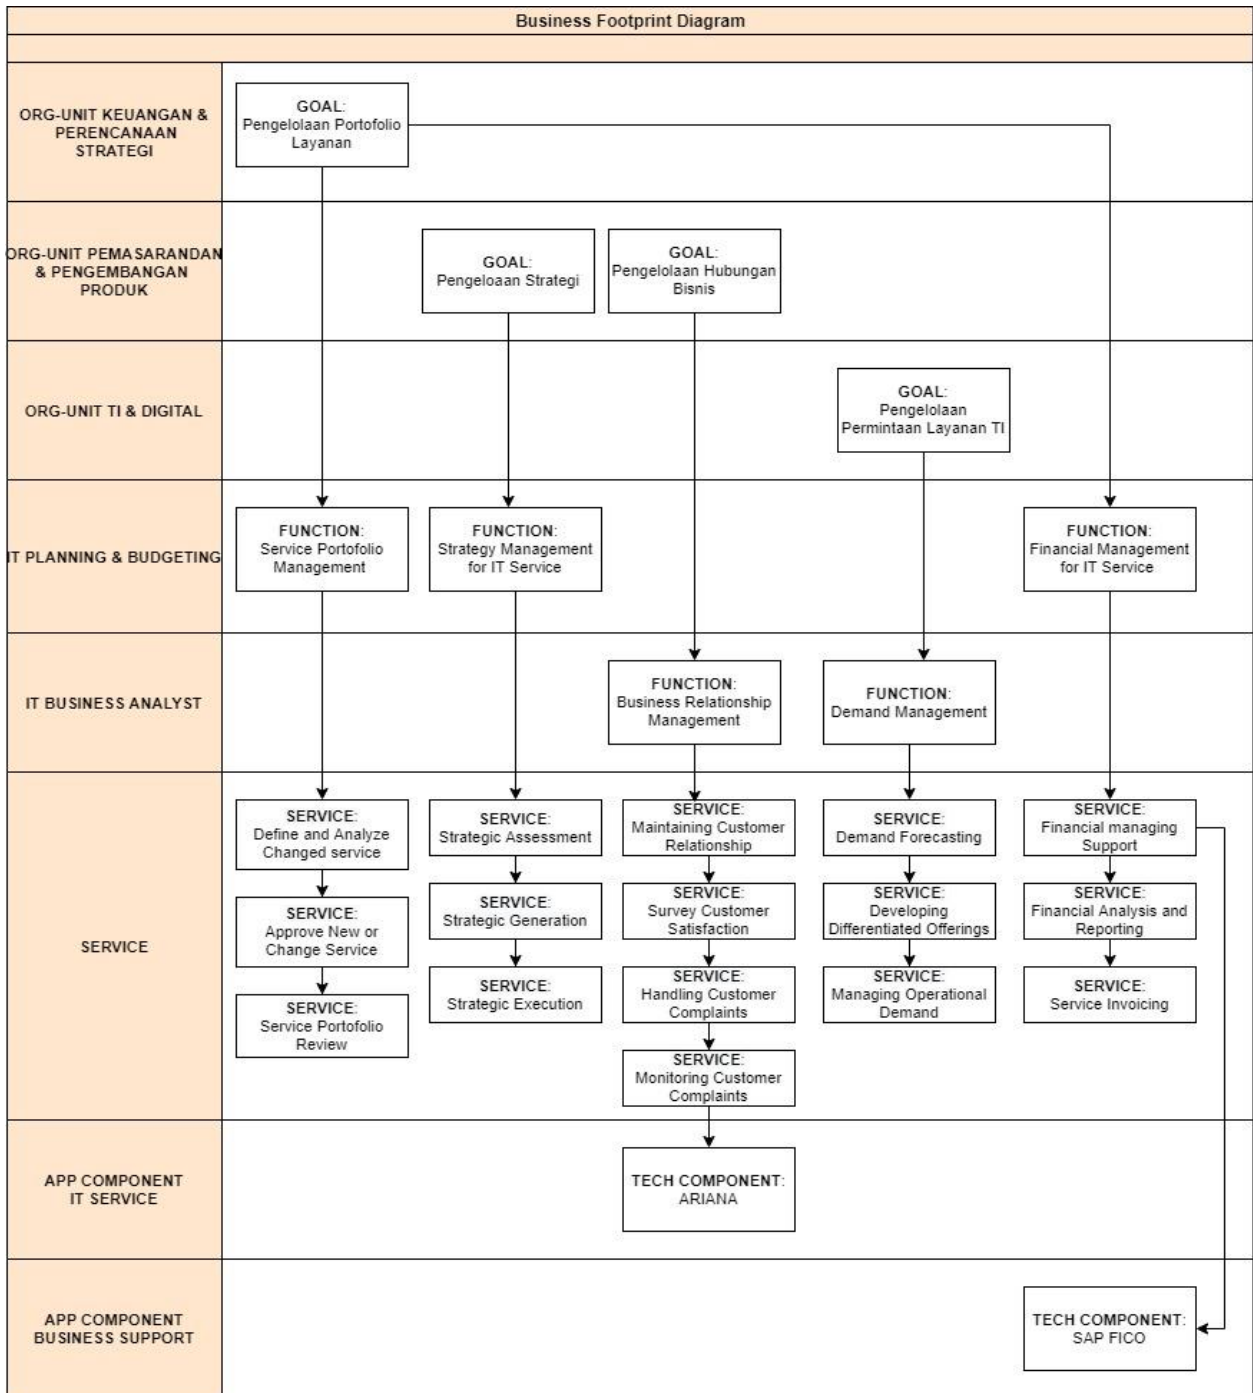 Business Footprint Diagram
ORG-UNIT KEUANGAN &
PERENCANAAN
STRATEGI
GOAL:
Pengelolaan Portofolio
Layanan
ORG-UNIT PEMASARANDAN
& PENGEMBANGAN
PRODUK
GOAL:
Pengeloaan Strategi
GOAL:
Pengelolaan Hubungan
Bisnis
ORG-UNIT TI & DIGITAL
GOAL:
Pengelolaan
Permintaan Layanan TI
IT PLANNING & BUDGETING
FUNCTION:
Service Portofolio
Management
FUNCTION:
Strategy Management
for IT Service
FUNCTION:
Financial Management
for IT Service
IT BUSINESS ANALYST
FUNCTION:
Business Relationship
Management
FUNCTION:
Demand Management
SERVICE
SERVICE:
Define and Analyze
Changed service
SERVICE:
Approve New or
Change Service
SERVICE:
Service Portofolio
Review
SERVICE:
Strategic Assessment
SERVICE:
Strategic Generation
SERVICE:
Strategic Execution
SERVICE:
Maintaining Customer
Relationship
SERVICE:
Survey Customer
Satisfaction
SERVICE:
Handling Customer
Complaints
SERVICE:
Monitoring Customer
Complaints
SERVICE:
Demand Forecasting
SERVICE:
Developing
Differentiated Offerings
SERVICE:
Managing Operational
Demand
SERVICE:
Financial managing
Support
SERVICE:
Financial Analysis and
Reporting
SERVICE:
Service Invoicing
APP COMPONENT
IT SERVICE
TECH COMPONENT:
ARIANA
APP COMPONENT
BUSINESS SUPPORT
TECH COMPONENT:
SAP FICO